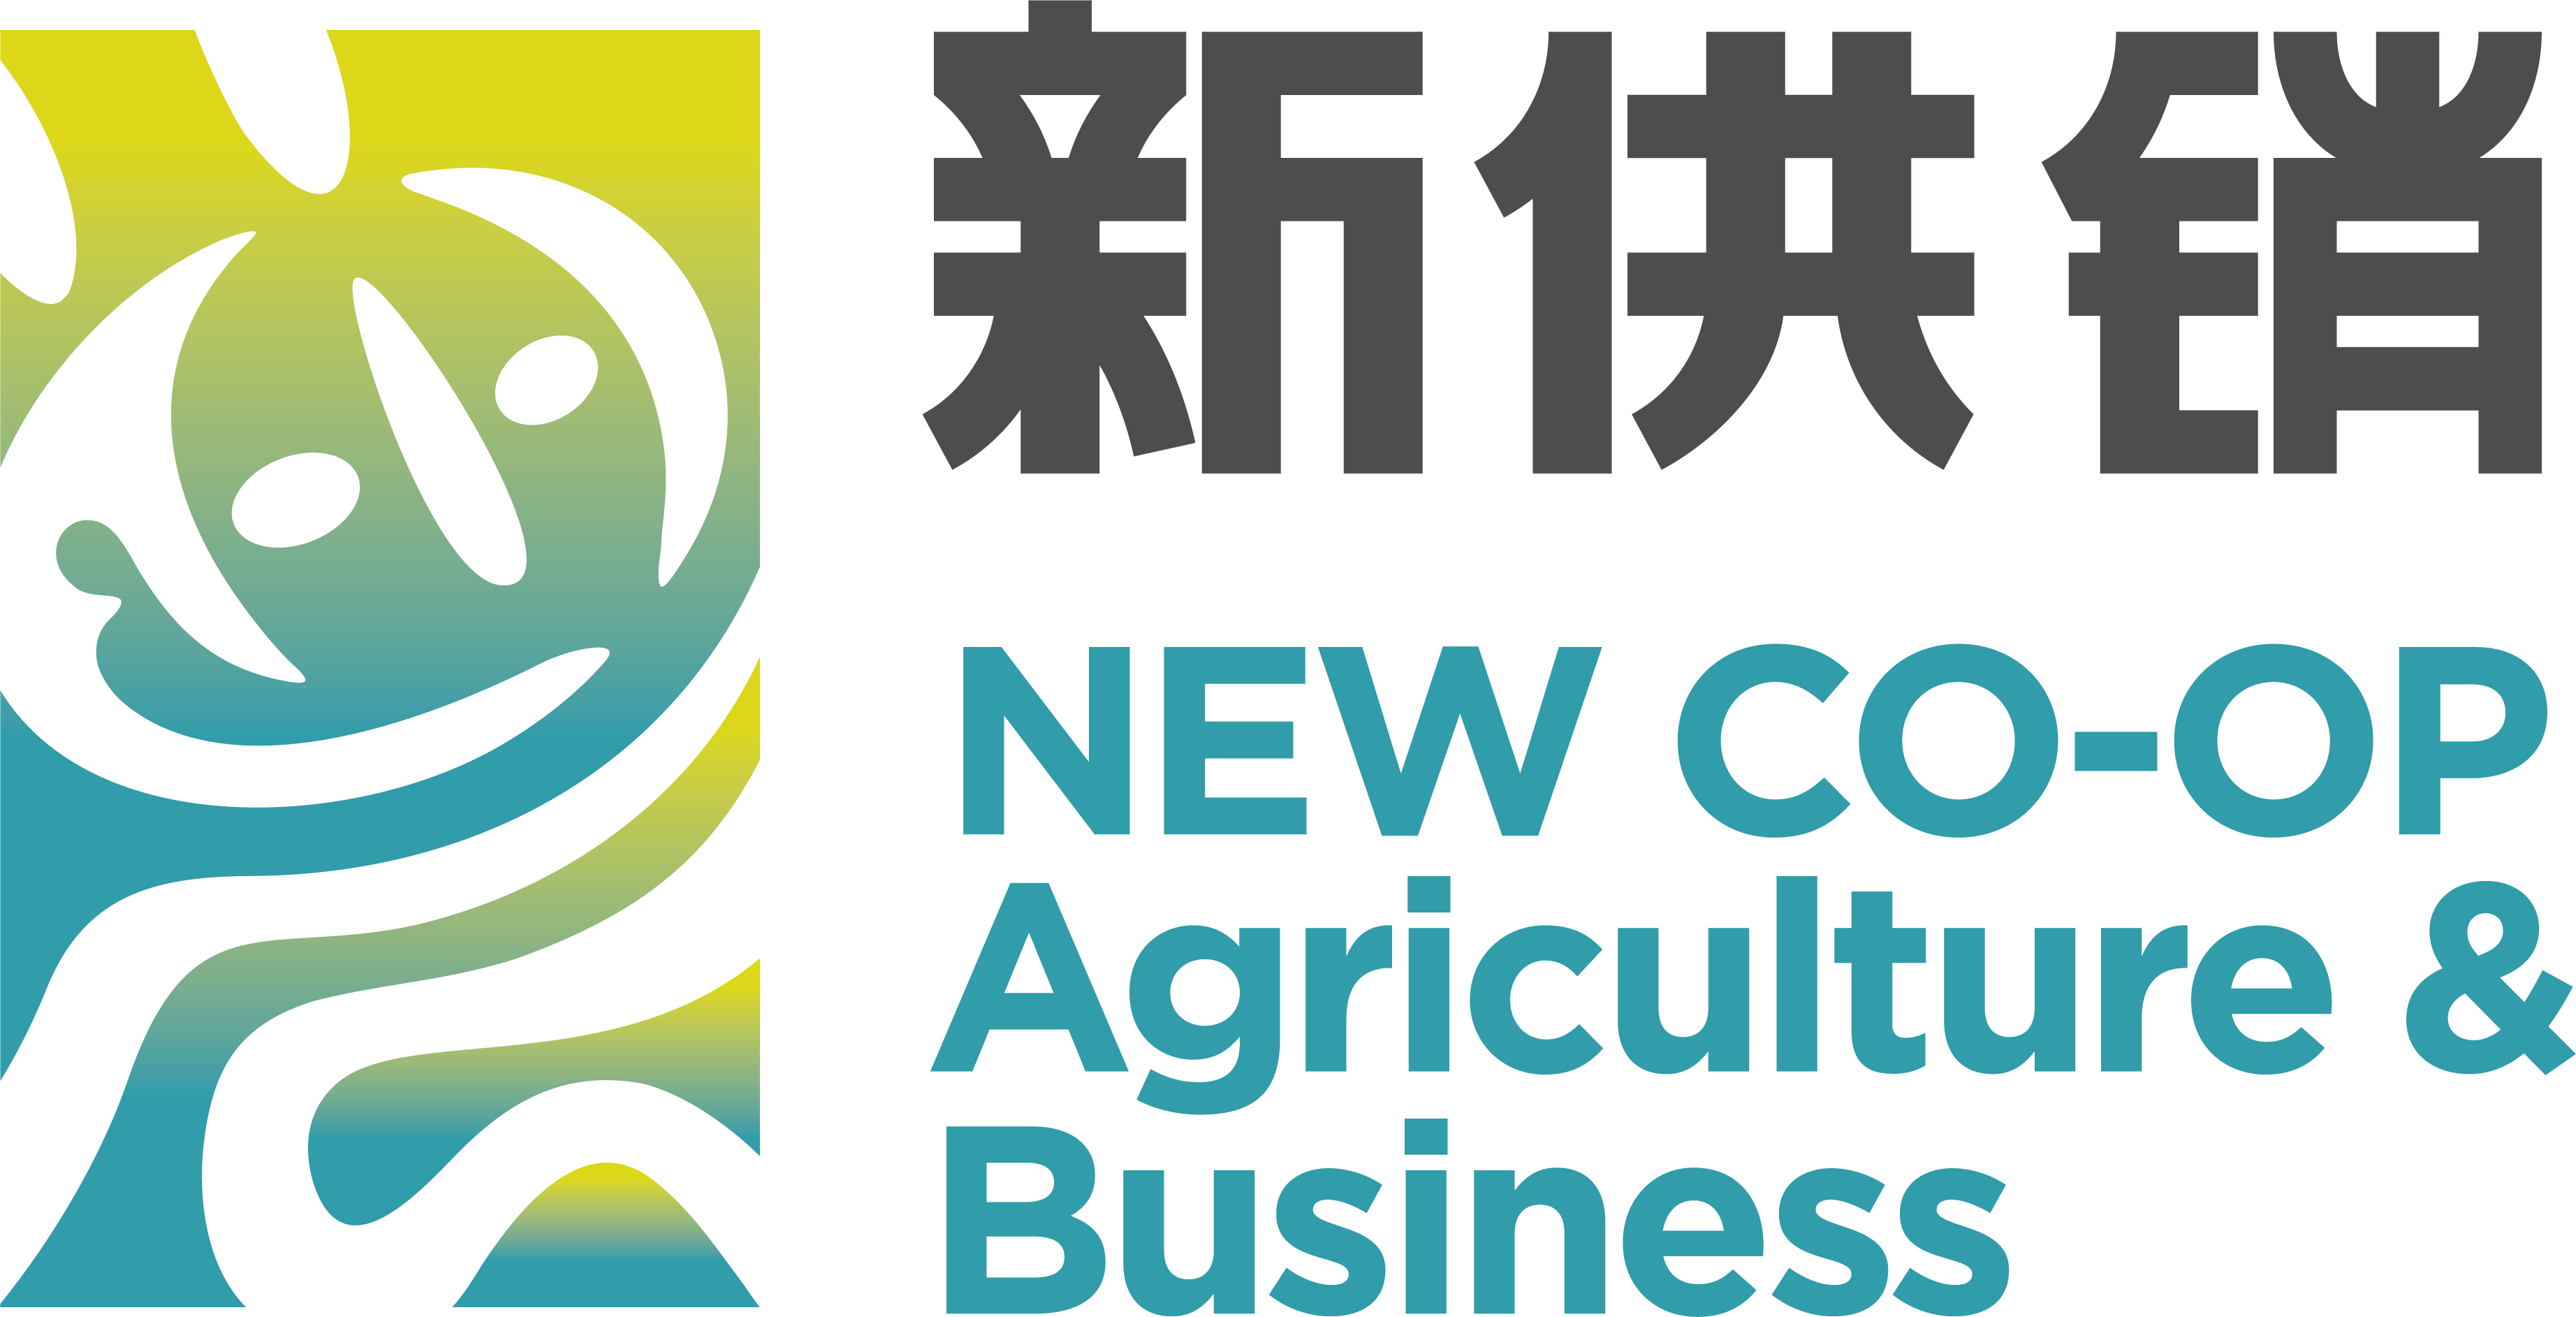 新供销
NEW CO-OP
Agriculture &
Business